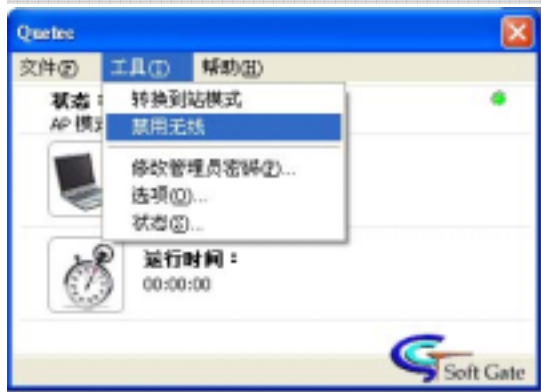 Quetec
文件(F) 工具(T) 帮助(H)
状态：
AP 模
转换到站模式
禁用无线
修改管理员密码(P)...
选项(O)...
状态(S)...
运行时间：
00:00:00
Soft Gate